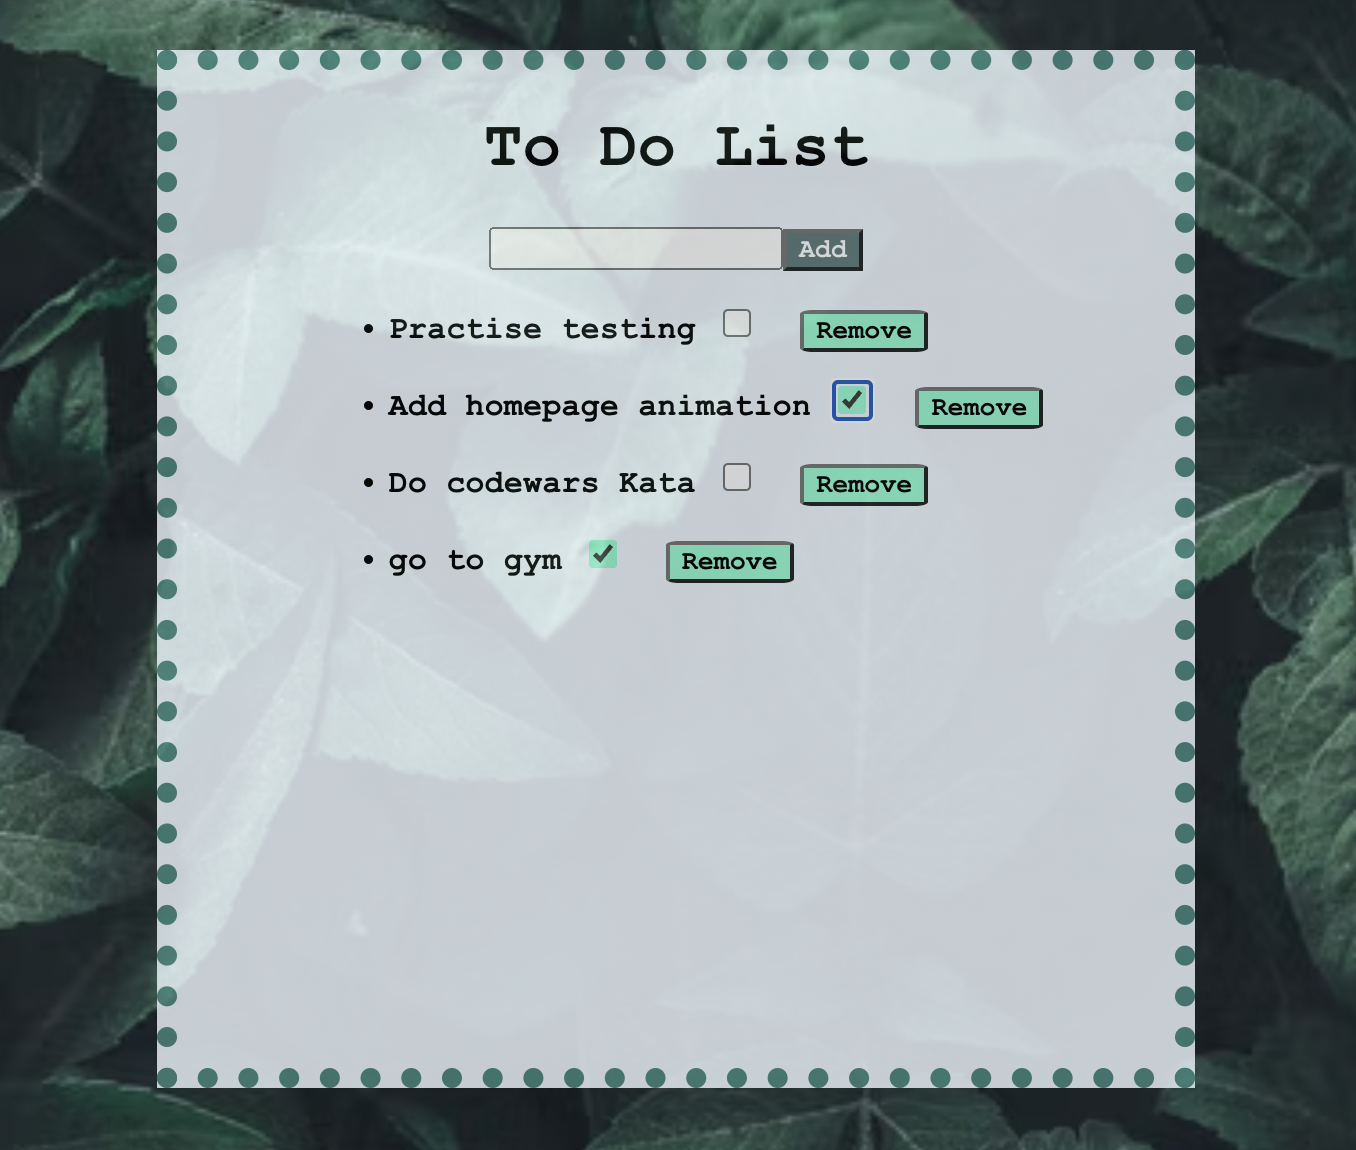 To Do List
Add
• Practise testing Remove
• Add homepage animation Remove
• Do codewars Kata Remove
• go to gym Remove